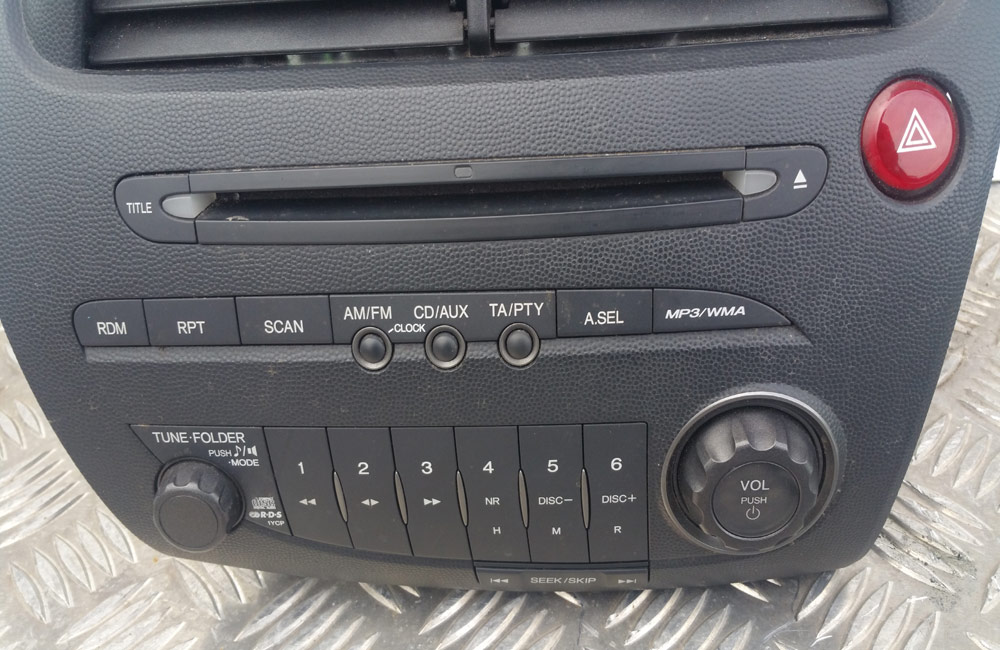 TITLE
RDM RPT SCAN AM/FM CLOCK CD/AUX TA/PTY A.SEL MP3/WMA
TUNE·FOLDER
PUSH ♪/
·MODE
R·D·S
1YCP
1 2 3 4 5 6
◂◂ ◂▸ ▸▸ NR DISC− DISC+
H M R
VOL
PUSH
SEEK/SKIP